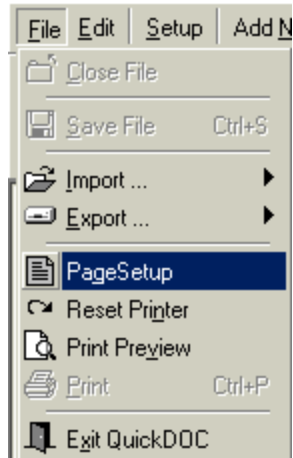 File Edit Setup Add N
Close File
Save File Ctrl+S
Import ...
Export ...
PageSetup
Reset Printer
Print Preview
Print Ctrl+P
Exit QuickDOC